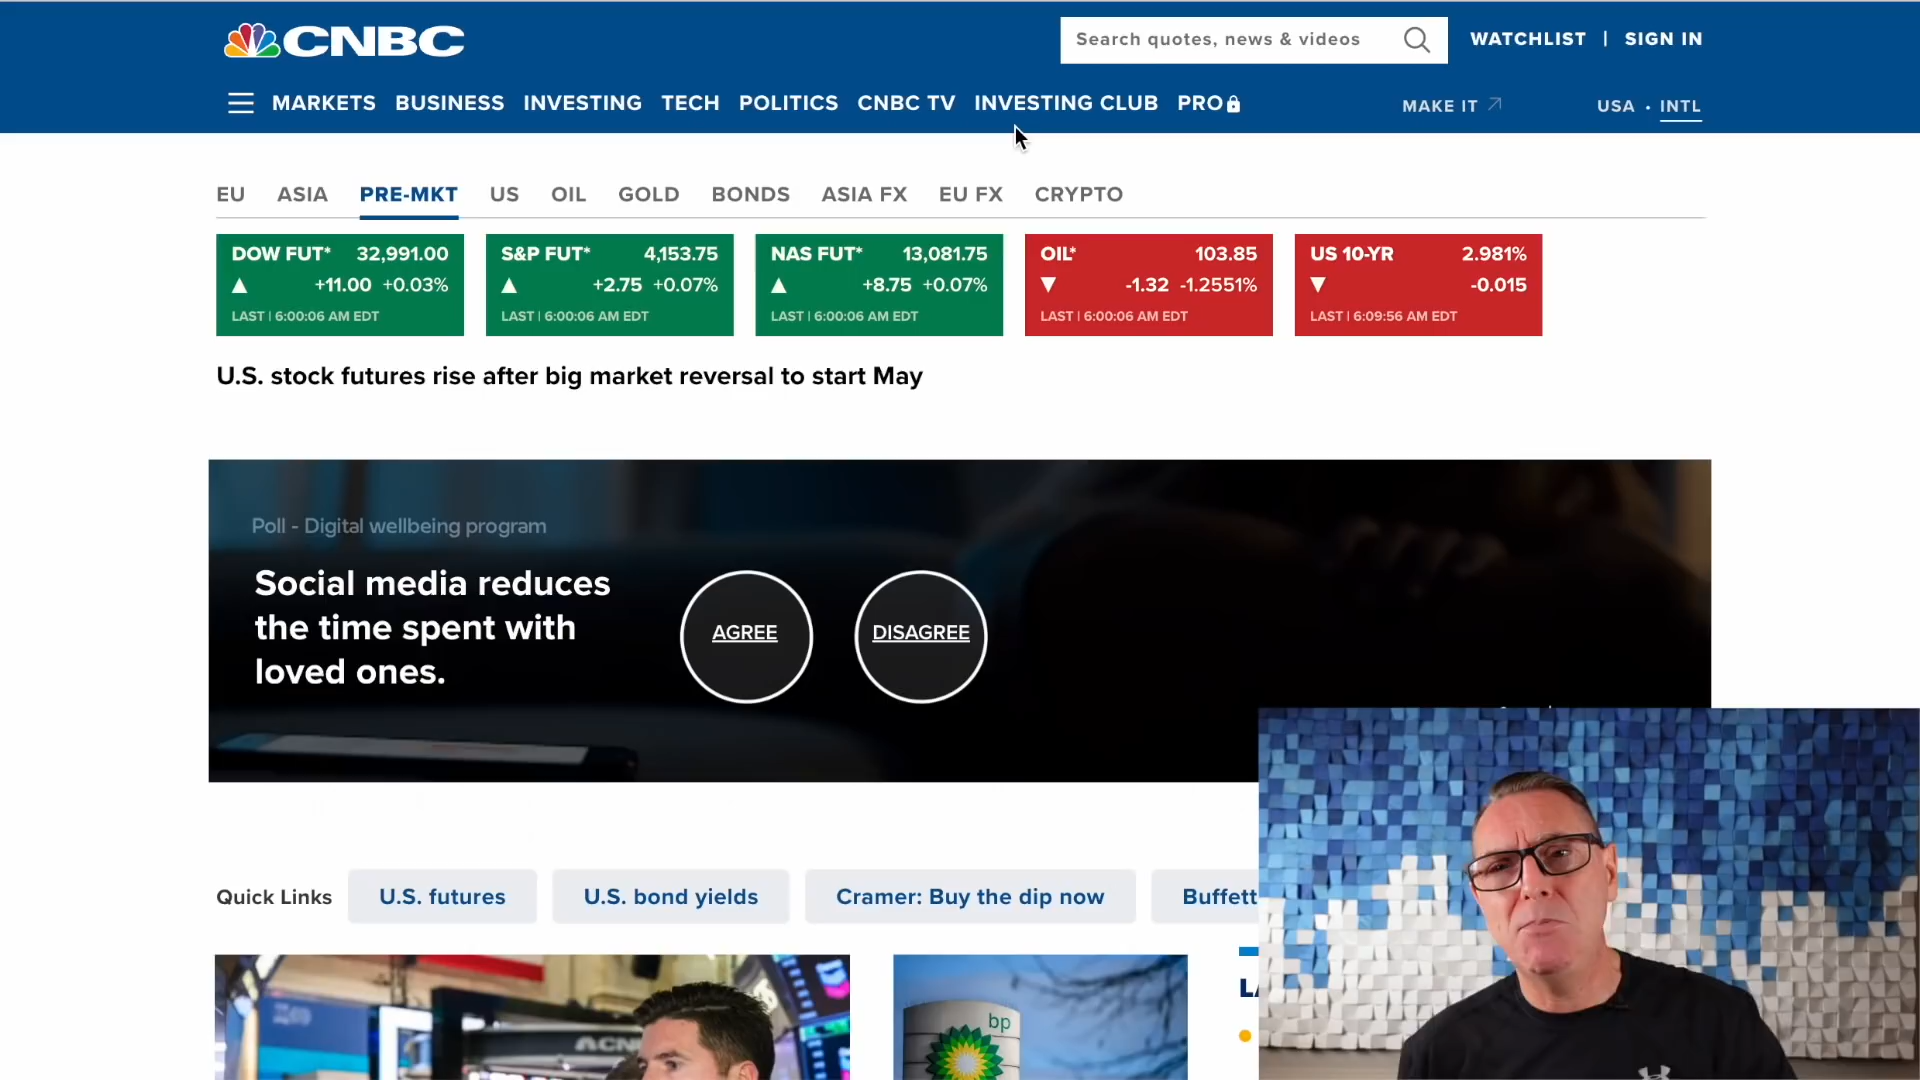 CNBC
Search quotes, news & videos
WATCHLIST | SIGN IN
MARKETS BUSINESS INVESTING TECH POLITICS CNBC TV INVESTING CLUB PRO
MAKE IT
USA • INTL
EU ASIA PRE-MKT US OIL GOLD BONDS ASIA FX EU FX CRYPTO
DOW FUT* 32,991.00
▲ +11.00 +0.03%
LAST | 6:00:06 AM EDT
S&P FUT* 4,153.75
▲ +2.75 +0.07%
LAST | 6:00:06 AM EDT
NAS FUT* 13,081.75
▲ +8.75 +0.07%
LAST | 6:00:06 AM EDT
OIL* 103.85
▼ -1.32 -1.2551%
LAST | 6:00:06 AM EDT
US 10-YR 2.981%
▼ -0.015
LAST | 6:09:56 AM EDT
U.S. stock futures rise after big market reversal to start May
Poll - Digital wellbeing program
Social media reduces
the time spent with
loved ones.
AGREE
DISAGREE
Quick Links
U.S. futures
U.S. bond yields
Cramer: Buy the dip now
Buffett
bp